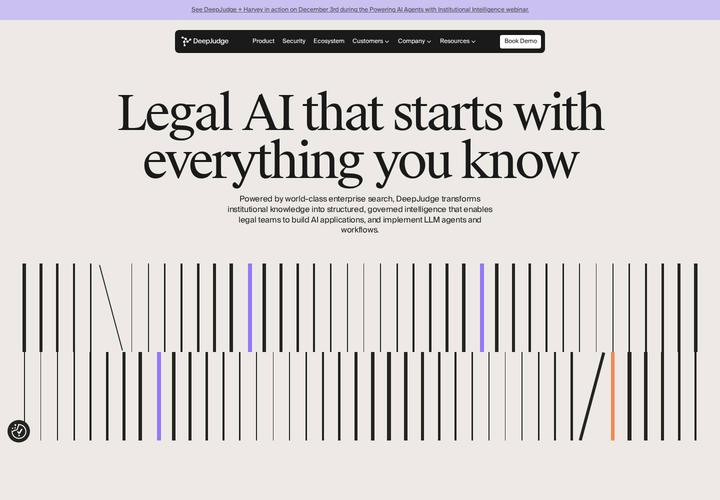 See DeepJudge + Harvey in action on December 3rd during the Powering AI Agents with Institutional Intelligence webinar.
DeepJudge Product Security Ecosystem Customers Company Resources Book Demo
Legal AI that starts with
everything you know
Powered by world-class enterprise search, DeepJudge transforms
institutional knowledge into structured, governed intelligence that enables
legal teams to build AI applications, and implement LLM agents and
workflows.